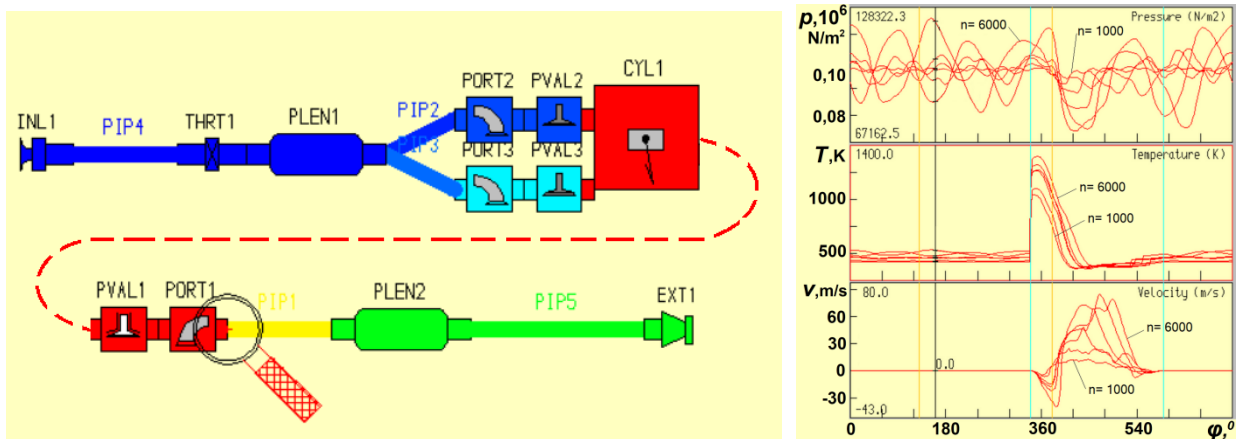 INL1
PIP4
THRT1
PLEN1
PIP2
PIP3
PORT2
PVAL2
CYL1
PORT3
PVAL3
PVAL1
PORT1
PIP1
PLEN2
PIP5
EXT1
p,10⁶
N/m²
128322.3
Pressure (N/m2)
n= 6000
n= 1000
0,10
0,08
67162.5
T,K
1400.0
Temperature (K)
n= 6000
1000
n= 1000
500
v,m/s
80.0
Velocity (m/s)
60
n= 6000
30
0
0.0
n= 1000
-30
-43.0
0
180
360
540
φ,⁰